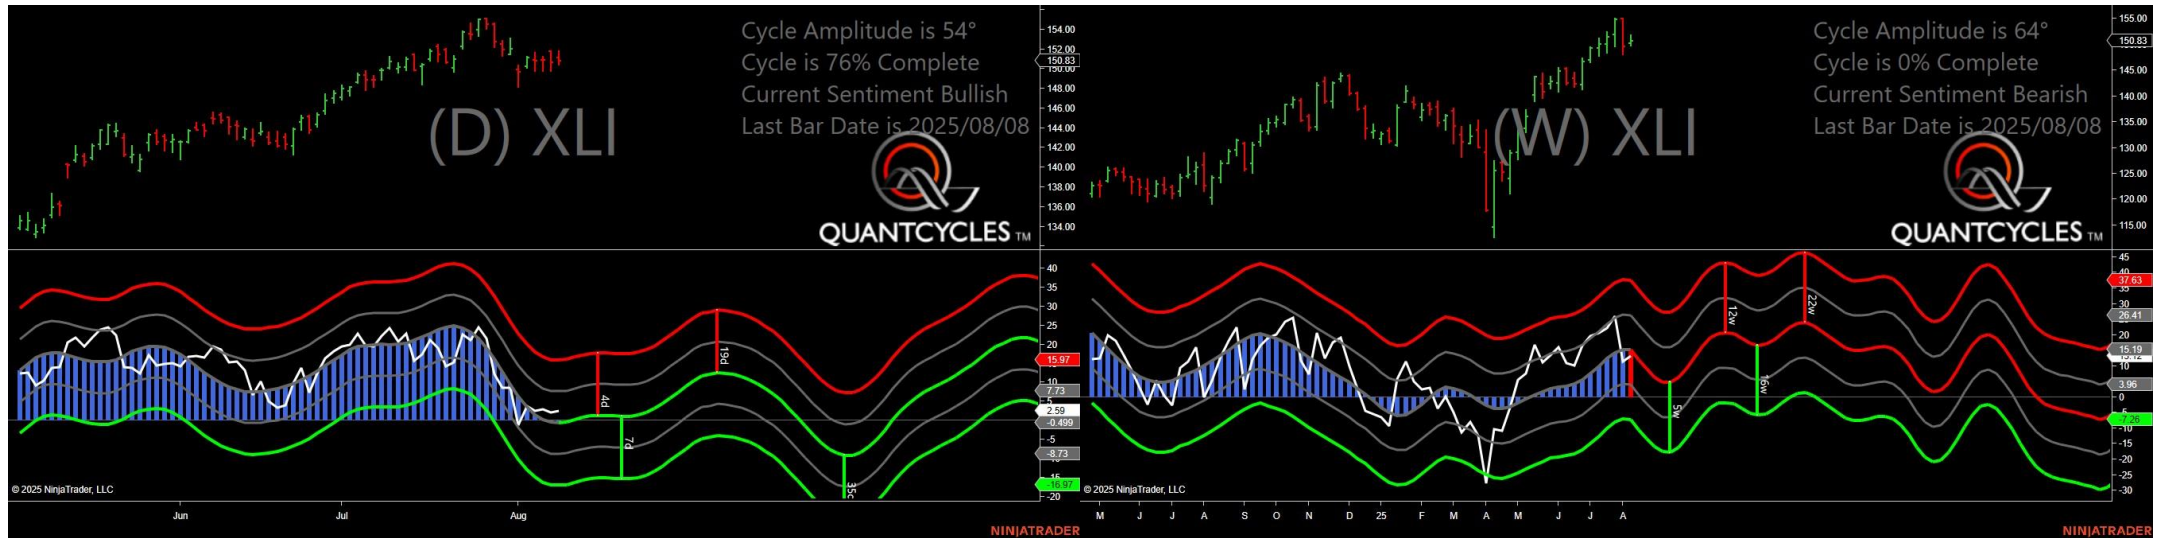 Cycle Amplitude is 54°
Cycle is 76% Complete
Current Sentiment Bullish
Last Bar Date is 2025/08/08
(D) XLI
QUANTCYCLES TM
154.00
152.00
150.83
150.00
148.00
146.00
144.00
142.00
140.00
138.00
136.00
134.00
40
35
30
25
20
15.97
10
7.73
5
2.59
-0.499
-5
-8.73
-16.97
-20
4d
7d
19d
35d
© 2025 NinjaTrader, LLC
Jun
Jul
Aug
NINJATRADER
Cycle Amplitude is 64°
Cycle is 0% Complete
Current Sentiment Bearish
Last Bar Date is 2025/08/08
(W) XLI
QUANTCYCLES TM
155.00
150.83
145.00
140.00
135.00
130.00
125.00
120.00
115.00
45
37.63
35
26.41
20
15.19
3.96
0
-7.26
-10
-15
-20
-25
-30
5w
12w
16w
22w
© 2025 NinjaTrader, LLC
M J J A S O N D 25 F M A M J J A
NINJATRADER